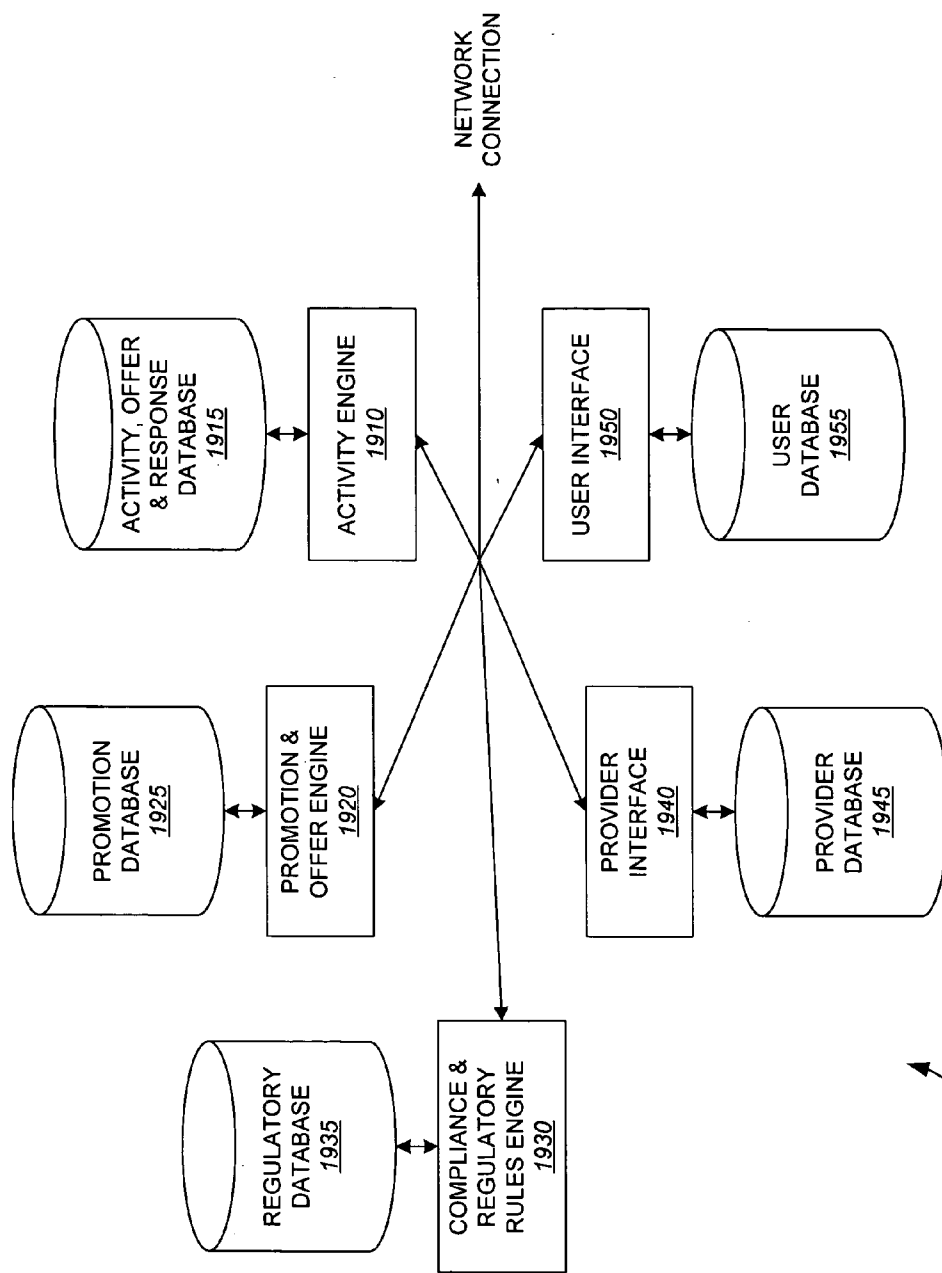 PROMOTION
DATABASE
1925
ACTIVITY, OFFER
& RESPONSE
DATABASE
1915
REGULATORY
DATABASE
1935
PROMOTION &
OFFER ENGINE
1920
ACTIVITY ENGINE
1910
COMPLIANCE &
REGULATORY
RULES ENGINE
1930
NETWORK
CONNECTION
PROVIDER
INTERFACE
1940
USER INTERFACE
1950
PROVIDER
DATABASE
1945
USER
DATABASE
1955